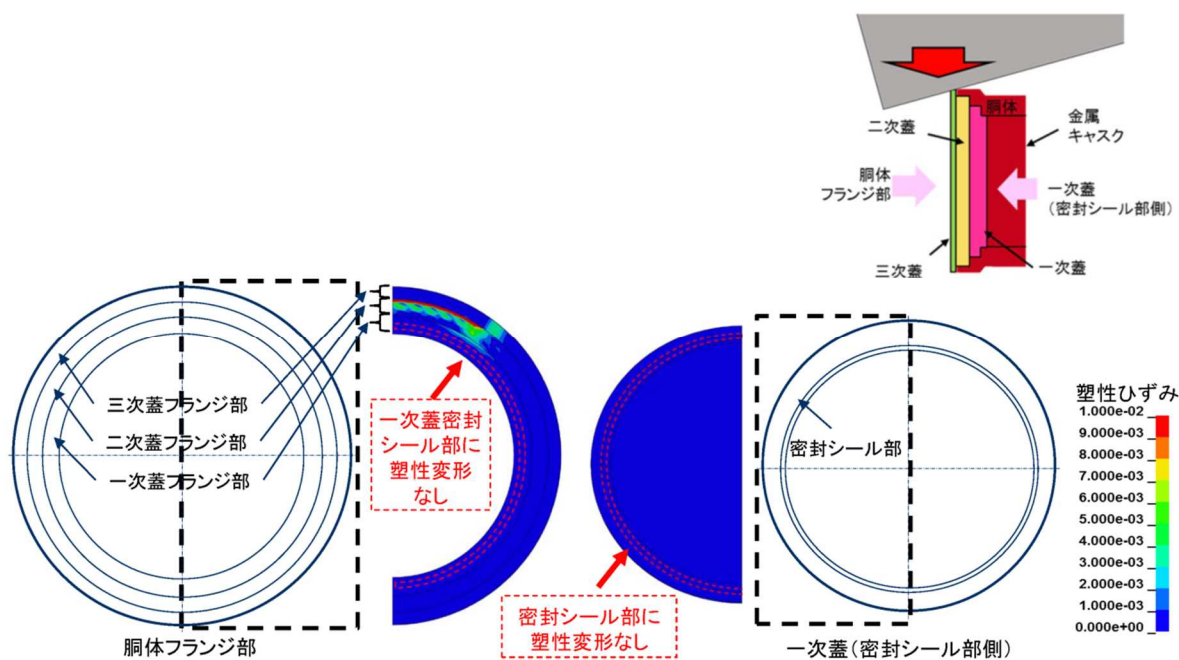 胴体
二次蓋
金属
キャスク
胴体
フランジ部
一次蓋
（密封シール部側）
三次蓋
一次蓋
三次蓋フランジ部
二次蓋フランジ部
一次蓋フランジ部
一次蓋密封
シール部に
塑性変形
なし
密封シール部に
塑性変形なし
密封シール部
塑性ひずみ
1.000e-02
9.000e-03
8.000e-03
7.000e-03
6.000e-03
5.000e-03
4.000e-03
3.000e-03
2.000e-03
1.000e-03
0.000e+00
胴体フランジ部
一次蓋（密封シール部側）